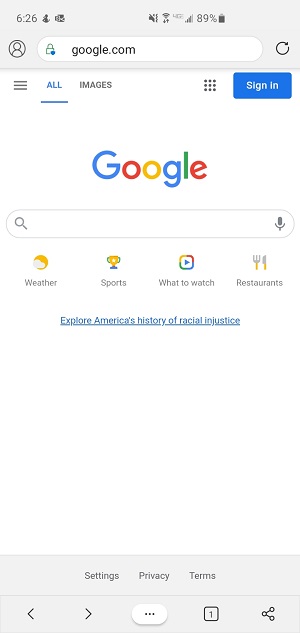 6:26 89%
google.com
ALL IMAGES Sign in
Google
Weather Sports What to watch Restaurants
Explore America's history of racial injustice
Settings Privacy Terms
1